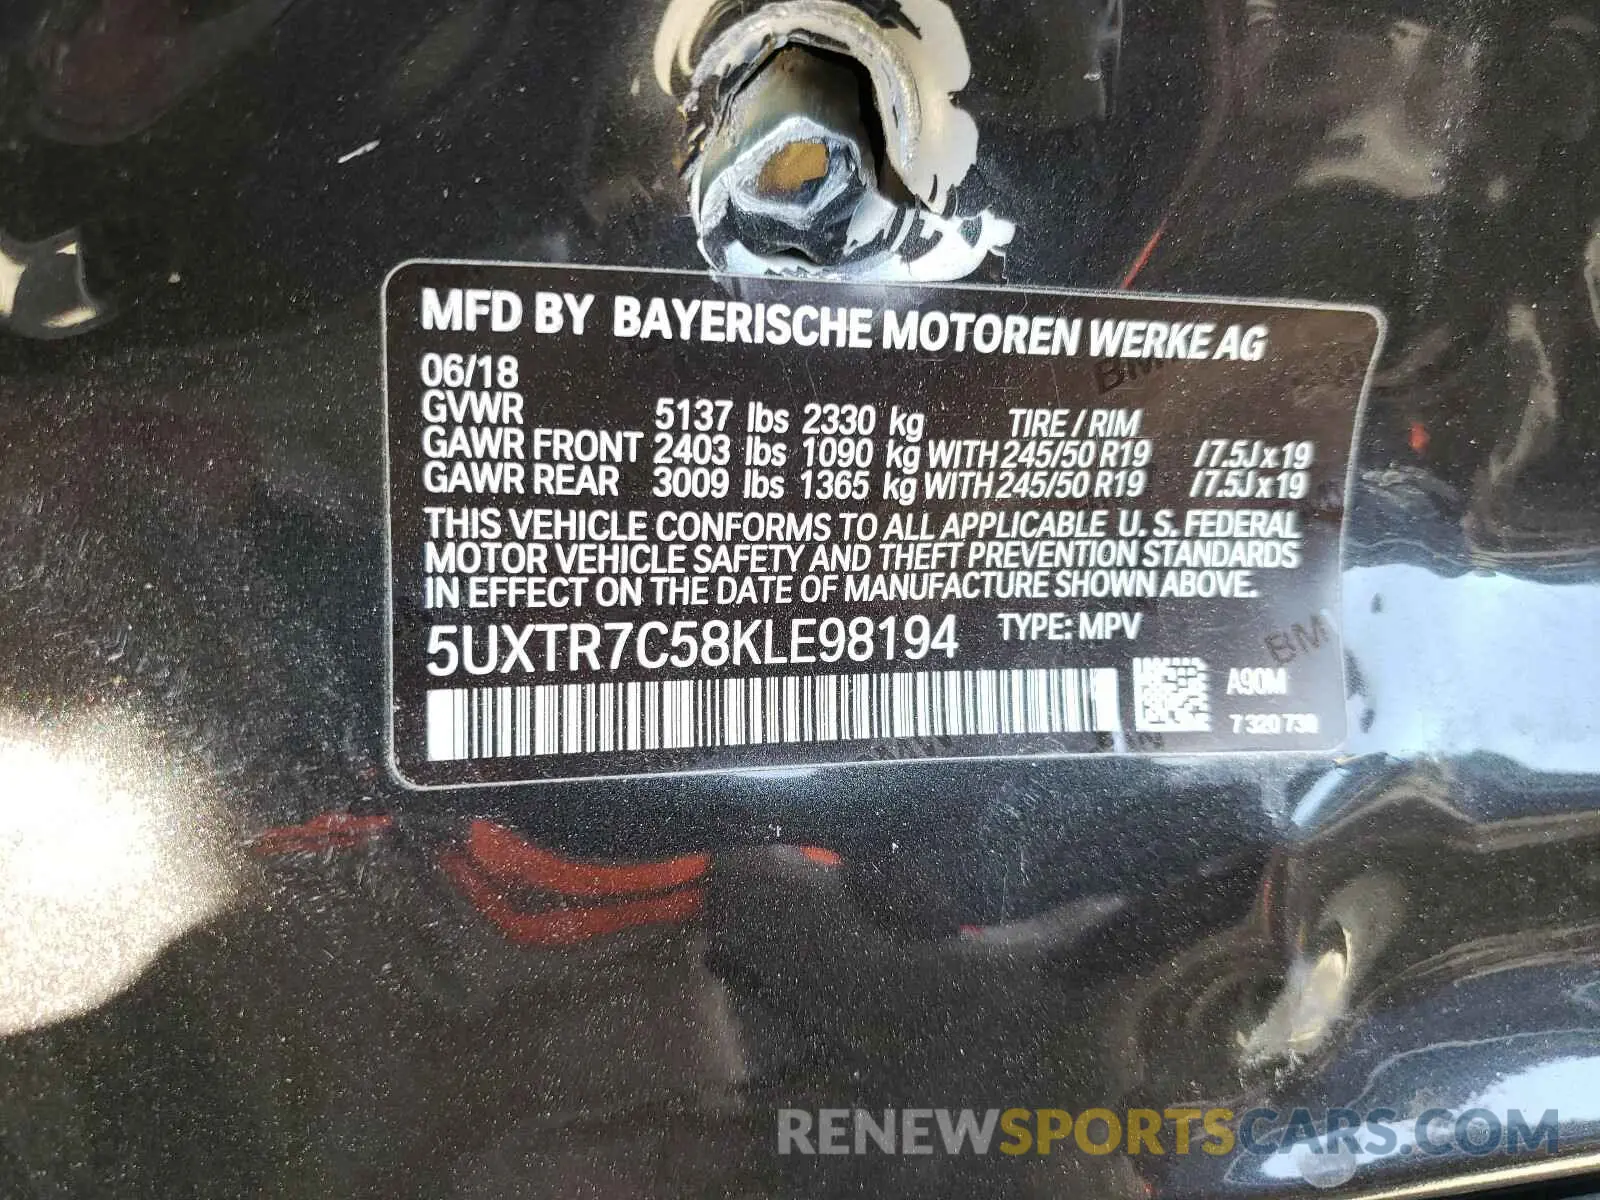 MFD BY BAYERISCHE MOTOREN WERKE AG
06/18
GVWR 5137 lbs 2330 kg TIRE / RIM
GAWR FRONT 2403 lbs 1090 kg WITH 245/50 R19 /7.5J x 19
GAWR REAR 3009 lbs 1365 kg WITH 245/50 R19 /7.5J x 19
THIS VEHICLE CONFORMS TO ALL APPLICABLE U. S. FEDERAL
MOTOR VEHICLE SAFETY AND THEFT PREVENTION STANDARDS
IN EFFECT ON THE DATE OF MANUFACTURE SHOWN ABOVE.
5UXTR7C58KLE98194 TYPE: MPV
A90M
7 320 738
RENEWSPORTSCARS.COM